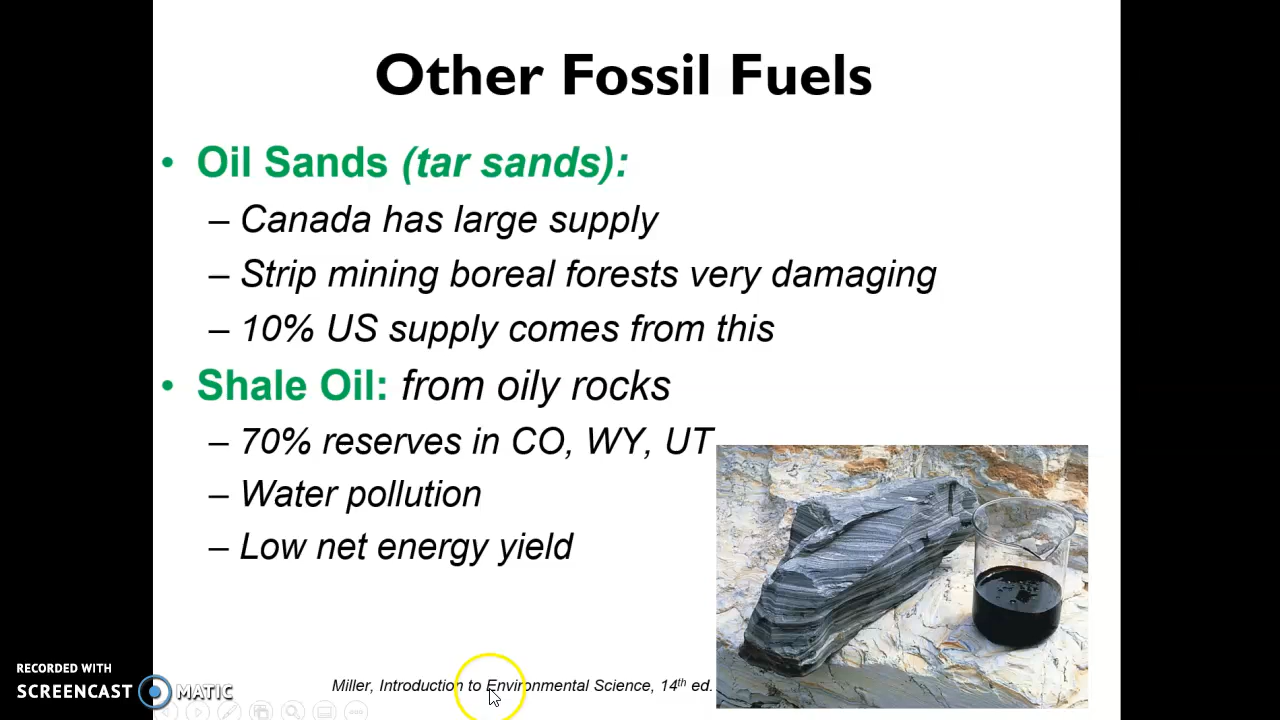 Other Fossil Fuels
• Oil Sands (tar sands):
– Canada has large supply
– Strip mining boreal forests very damaging
– 10% US supply comes from this
• Shale Oil: from oily rocks
– 70% reserves in CO, WY, UT
– Water pollution
– Low net energy yield
RECORDED WITH
SCREENCAST MATIC
Miller, Introduction to Environmental Science, 14th ed.